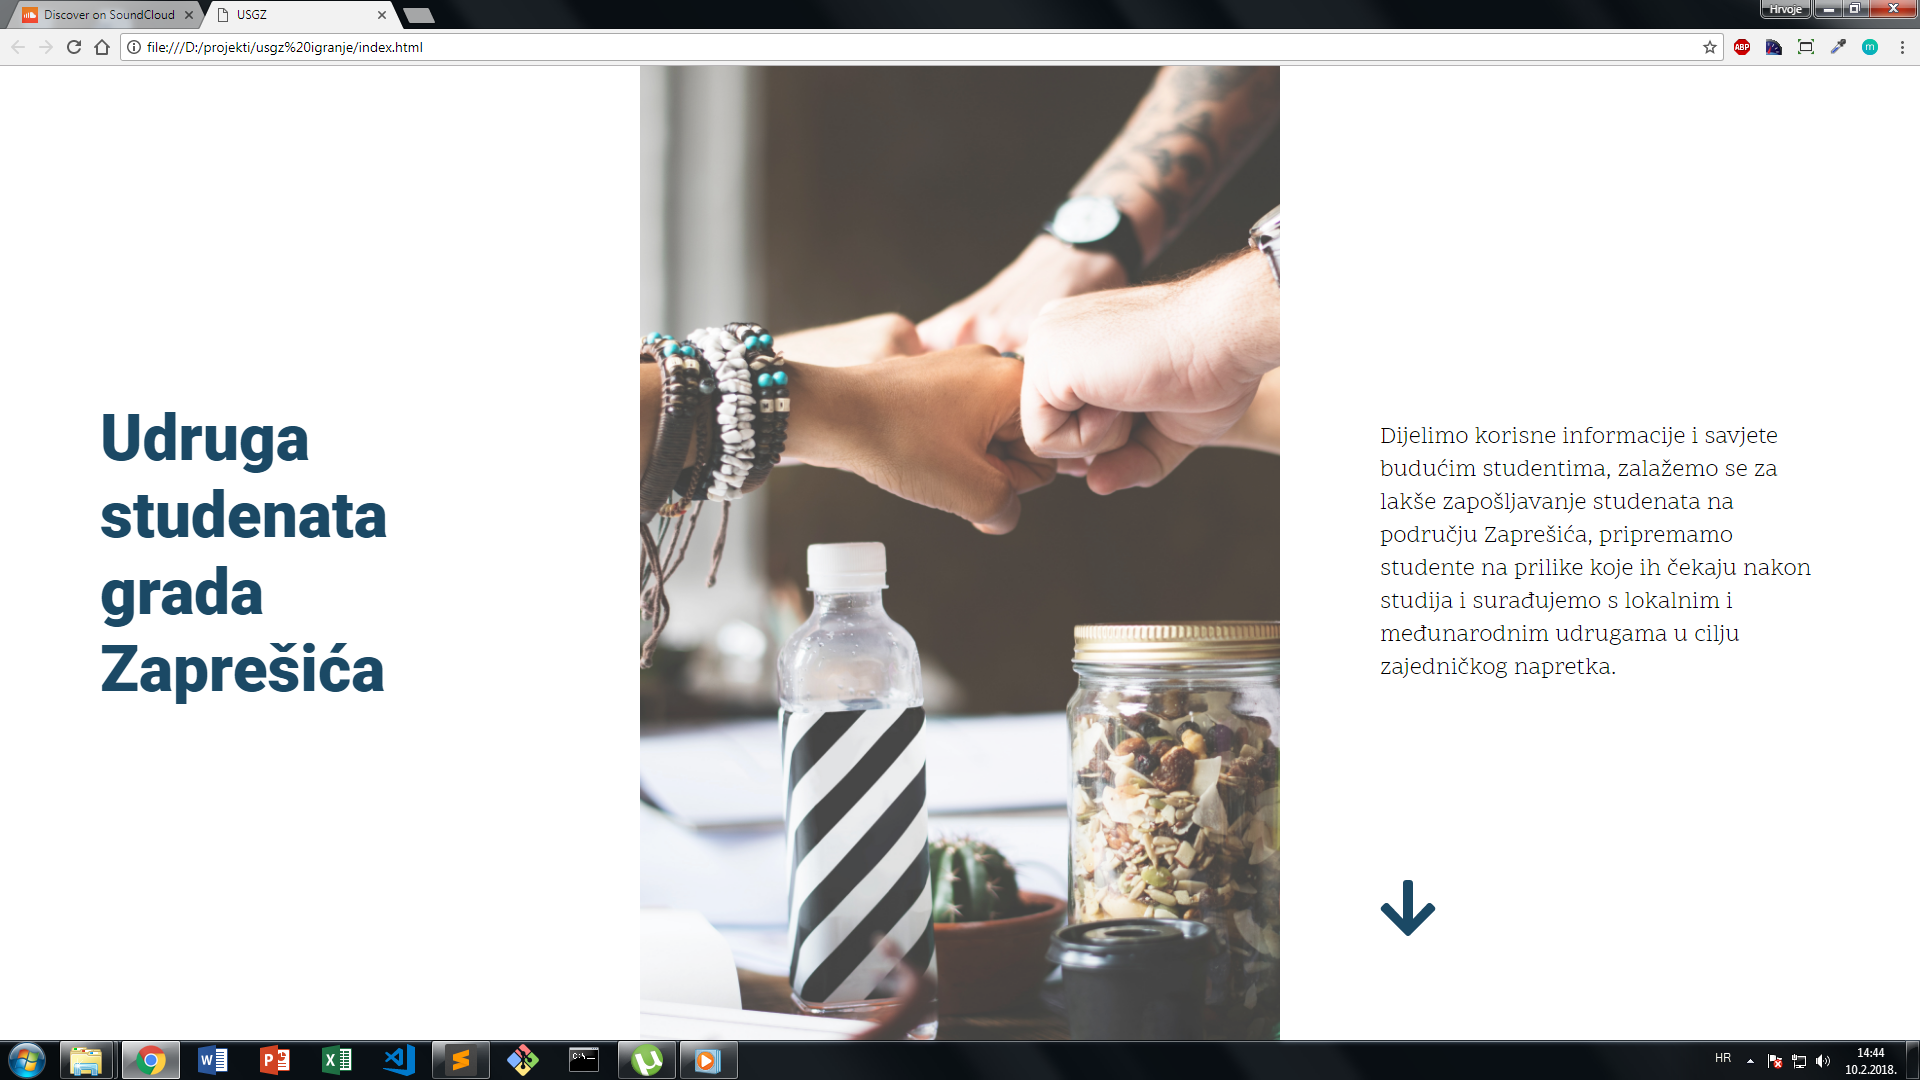 Discover on SoundCloud
USGZ
Hrvoje
file:///D:/projekti/usgz%20igranje/index.html
ABP
m
Udruga
studenata
grada
Zaprešića
Dijelimo korisne informacije i savjete
budućim studentima, zalažemo se za
lakše zapošljavanje studenata na
području Zaprešića, pripremamo
studente na prilike koje ih čekaju nakon
studija i surađujemo s lokalnim i
međunarodnim udrugama u cilju
zajedničkog napretka.
HR
14:44
10.2.2018.